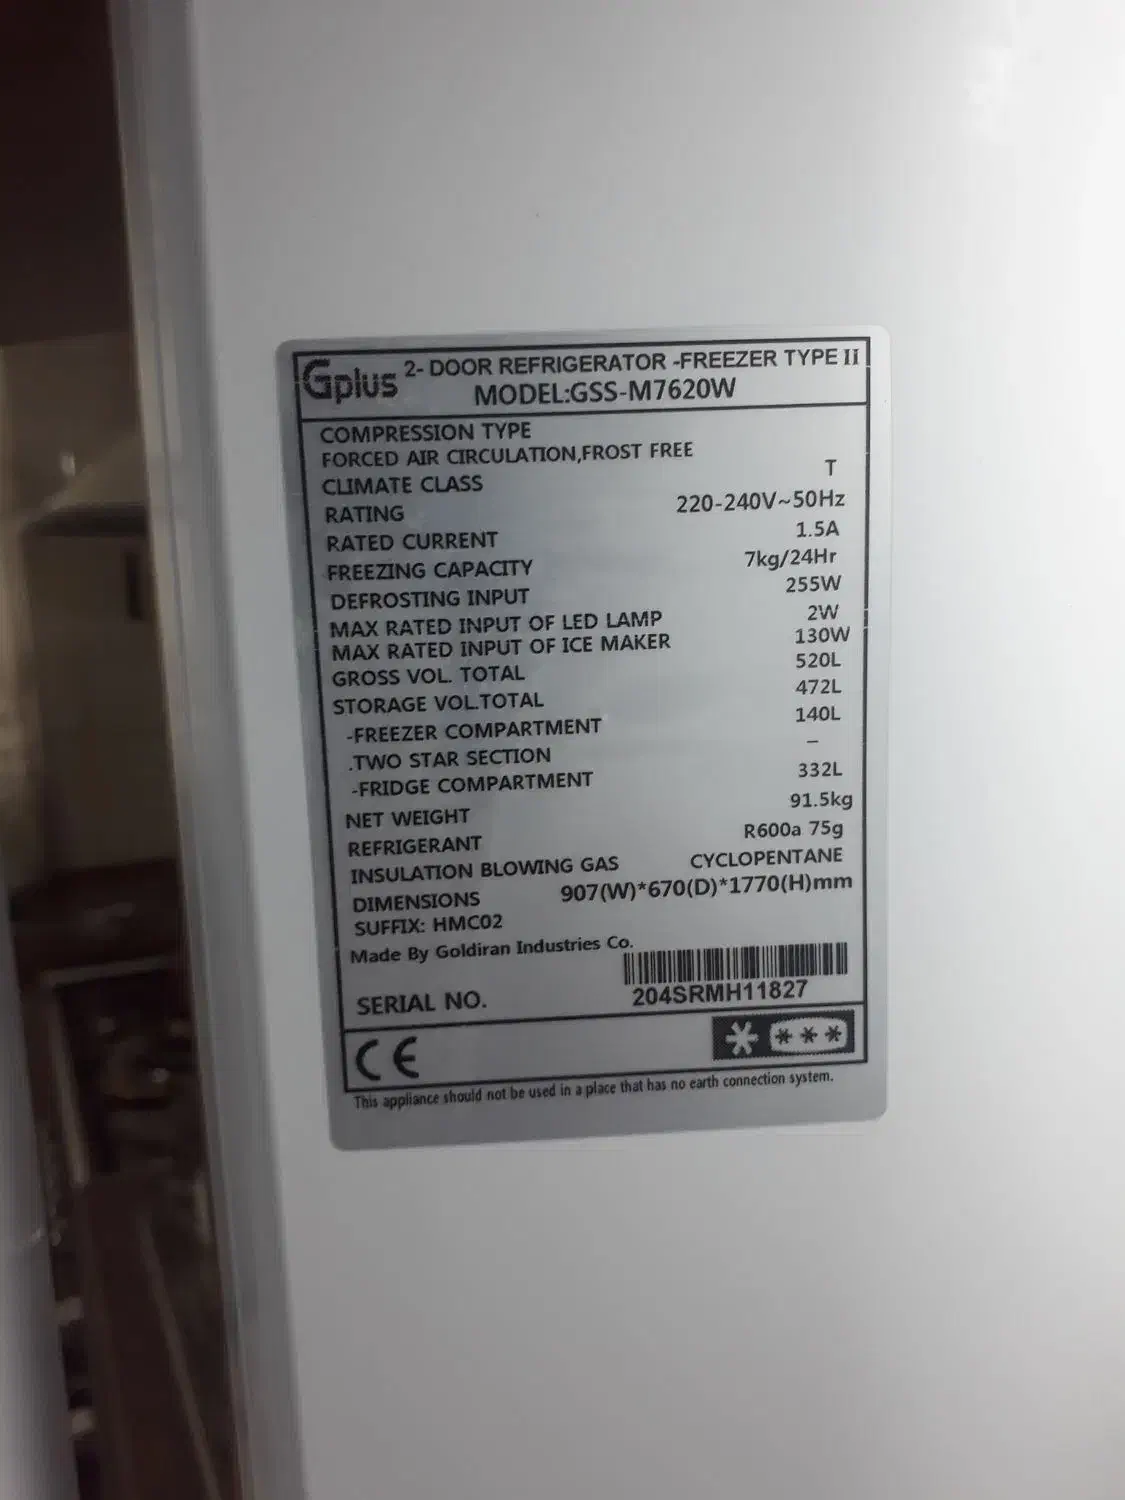 Gplus 2- DOOR REFRIGERATOR -FREEZER TYPE II
MODEL:GSS-M7620W
COMPRESSION TYPE
FORCED AIR CIRCULATION,FROST FREE
CLIMATE CLASS T
RATING 220-240V~50Hz
RATED CURRENT 1.5A
FREEZING CAPACITY 7kg/24Hr
DEFROSTING INPUT 255W
MAX RATED INPUT OF LED LAMP 2W
MAX RATED INPUT OF ICE MAKER 130W
GROSS VOL. TOTAL 520L
STORAGE VOL.TOTAL 472L
-FREEZER COMPARTMENT 140L
.TWO STAR SECTION –
-FRIDGE COMPARTMENT 332L
NET WEIGHT 91.5kg
REFRIGERANT R600a 75g
INSULATION BLOWING GAS CYCLOPENTANE
DIMENSIONS 907(W)*670(D)*1770(H)mm
SUFFIX: HMC02
Made By Goldiran Industries Co.
SERIAL NO. 204SRMH11827
CE * ***
This appliance should not be used in a place that has no earth connection system.